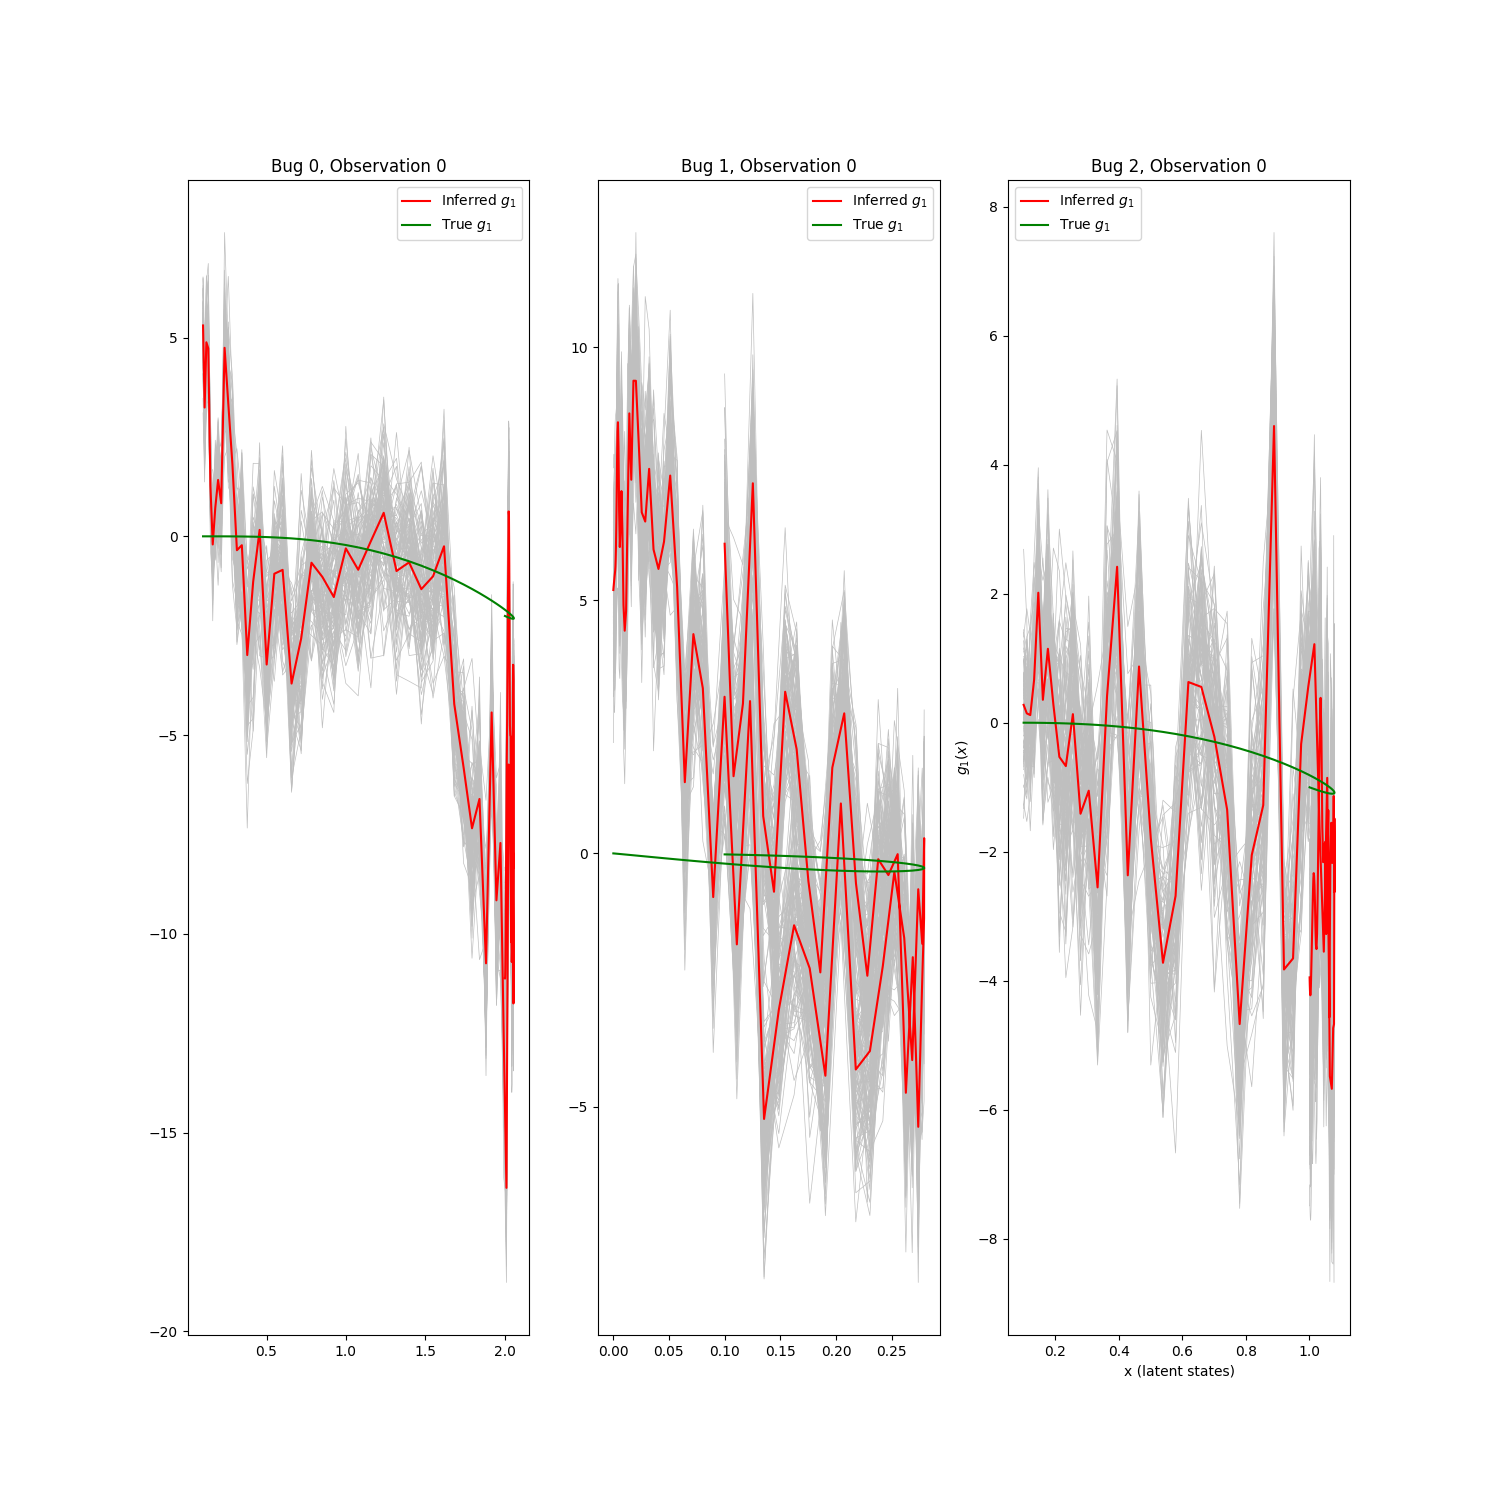 Bug 0, Observation 0
Inferred g₁
True g₁
5
0
−5
−10
−15
−20
0.5 1.0 1.5 2.0
Bug 1, Observation 0
Inferred g₁
True g₁
10
5
0
−5
0.00 0.05 0.10 0.15 0.20 0.25
Bug 2, Observation 0
Inferred g₁
True g₁
8
6
4
2
0
−2
−4
−6
−8
g₁(x)
0.2 0.4 0.6 0.8 1.0
x (latent states)